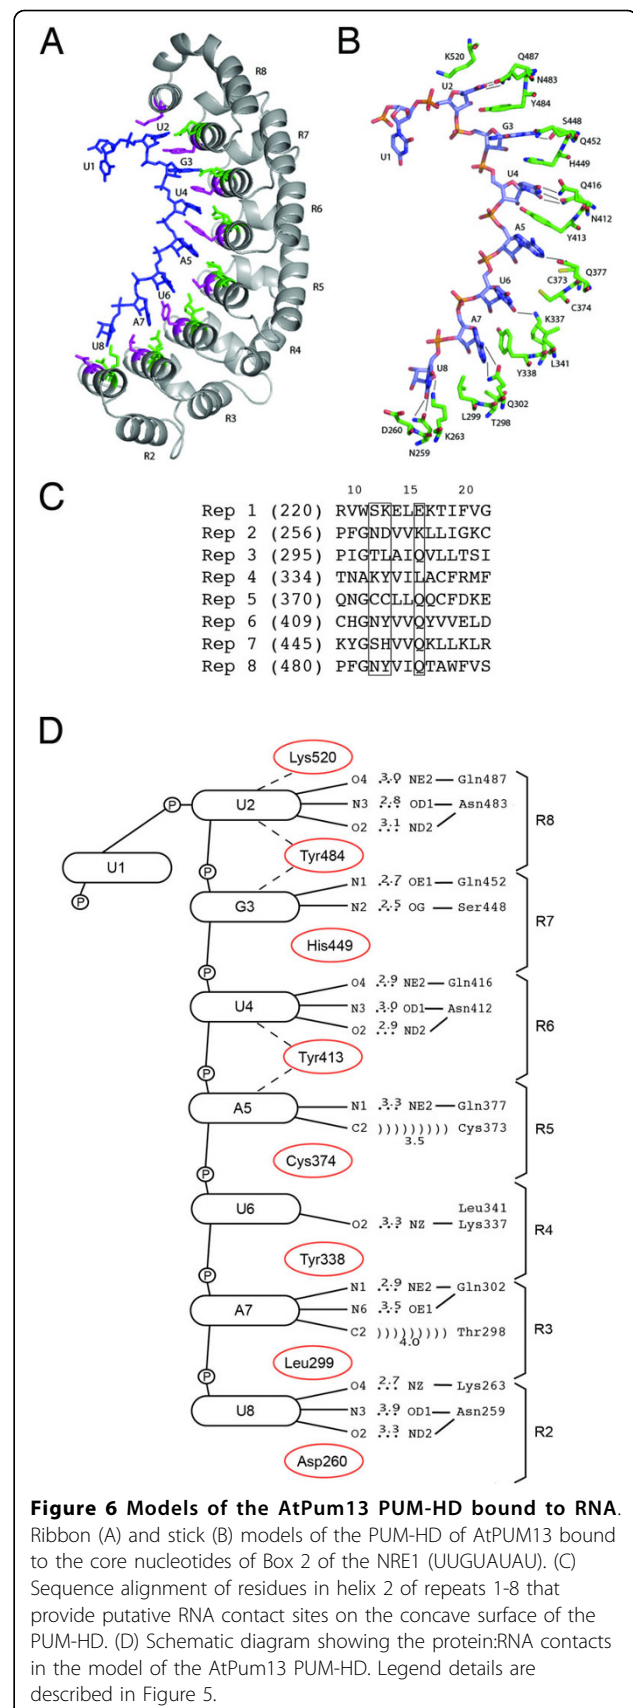 A
B
R8
R7
R6
R5
R4
R3
R2
U1
U2
G3
U4
A5
U6
A7
U8
K520
Q487
N483
U2
Y484
G3
S448
Q452
H449
U1
U4
Q416
N412
Y413
A5
Q377
C373
C374
U6
K337
A7
L341
Y338
U8
Q302
L299
T298
D260
K263
N259
C
10 15 20
Rep 1 (220) RVWSKELEKTIFVG
Rep 2 (256) PFGNDVVKLLIGKC
Rep 3 (295) PIGTLAIQVLLTSI
Rep 4 (334) TNAKYVILACFRMF
Rep 5 (370) QNGCCLLQQCFDKE
Rep 6 (409) CHGNYVVQYVVELD
Rep 7 (445) KYGSHVVQKLLKLR
Rep 8 (480) PFGNYVIQTAWFVS
D
Lys520
P
U2
O4 3.0 NE2 Gln487
N3 2.8 OD1 Asn483
O2 3.1 ND2
R8
U1
P
P
Tyr484
G3
N1 2.7 OE1 Gln452
N2 2.5 OG Ser448
R7
His449
P
U4
O4 2.9 NE2 Gln416
N3 3.0 OD1 Asn412
O2 2.9 ND2
R6
Tyr413
P
A5
N1 3.3 NE2 Gln377
C2 ))))))))) Cys373
3.5
R5
Cys374
P
U6
Leu341
O2 3.3 NZ Lys337
R4
Tyr338
P
A7
N1 2.9 NE2 Gln302
N6 3.5 OE1
C2 ))))))))) Thr298
4.0
R3
Leu299
P
U8
O4 2.7 NZ Lys263
N3 3.9 OD1 Asn259
O2 3.3 ND2
R2
Asp260
Figure 6 Models of the AtPum13 PUM-HD bound to RNA.
Ribbon (A) and stick (B) models of the PUM-HD of AtPUM13 bound
to the core nucleotides of Box 2 of the NRE1 (UUGUAUAU). (C)
Sequence alignment of residues in helix 2 of repeats 1-8 that
provide putative RNA contact sites on the concave surface of the
PUM-HD. (D) Schematic diagram showing the protein:RNA contacts
in the model of the AtPum13 PUM-HD. Legend details are
described in Figure 5.